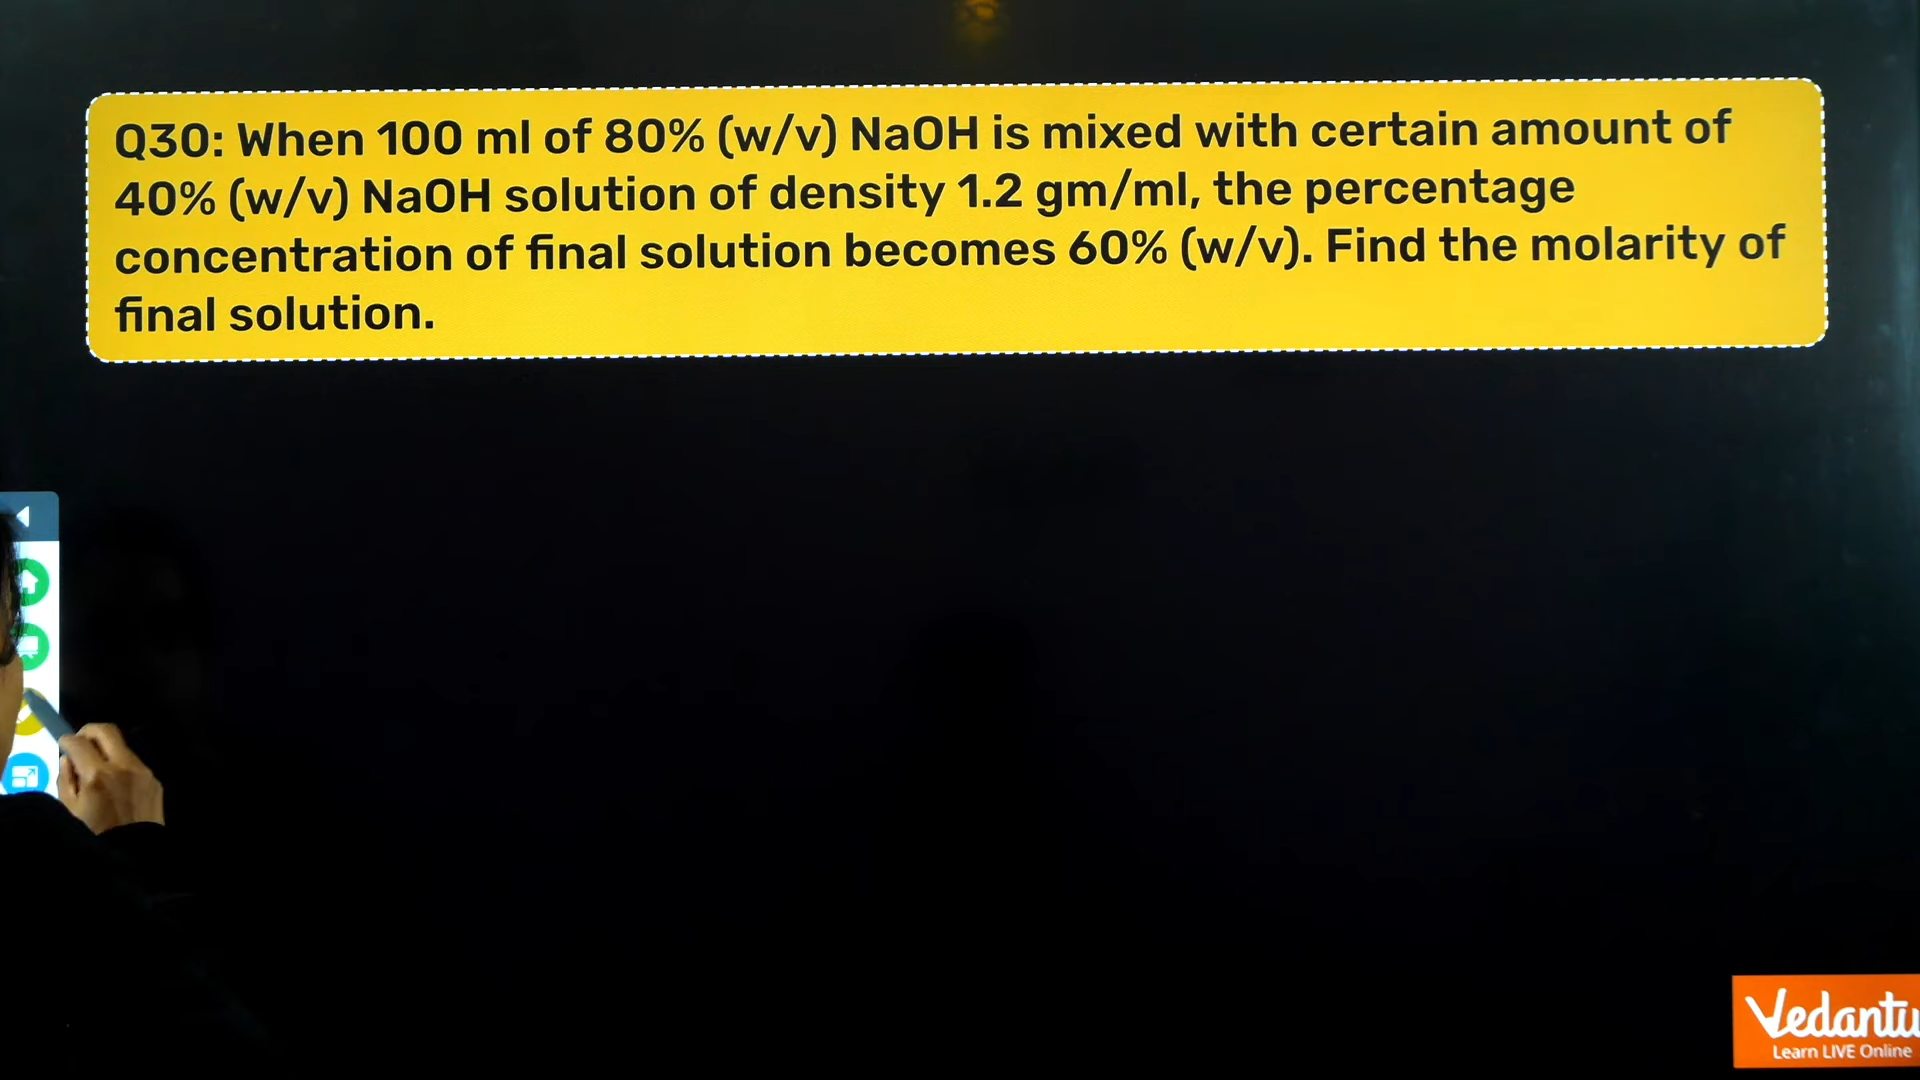 Q30: When 100 ml of 80% (w/v) NaOH is mixed with certain amount of
40% (w/v) NaOH solution of density 1.2 gm/ml, the percentage
concentration of final solution becomes 60% (w/v). Find the molarity of
final solution.
Vedantu
Learn LIVE Online